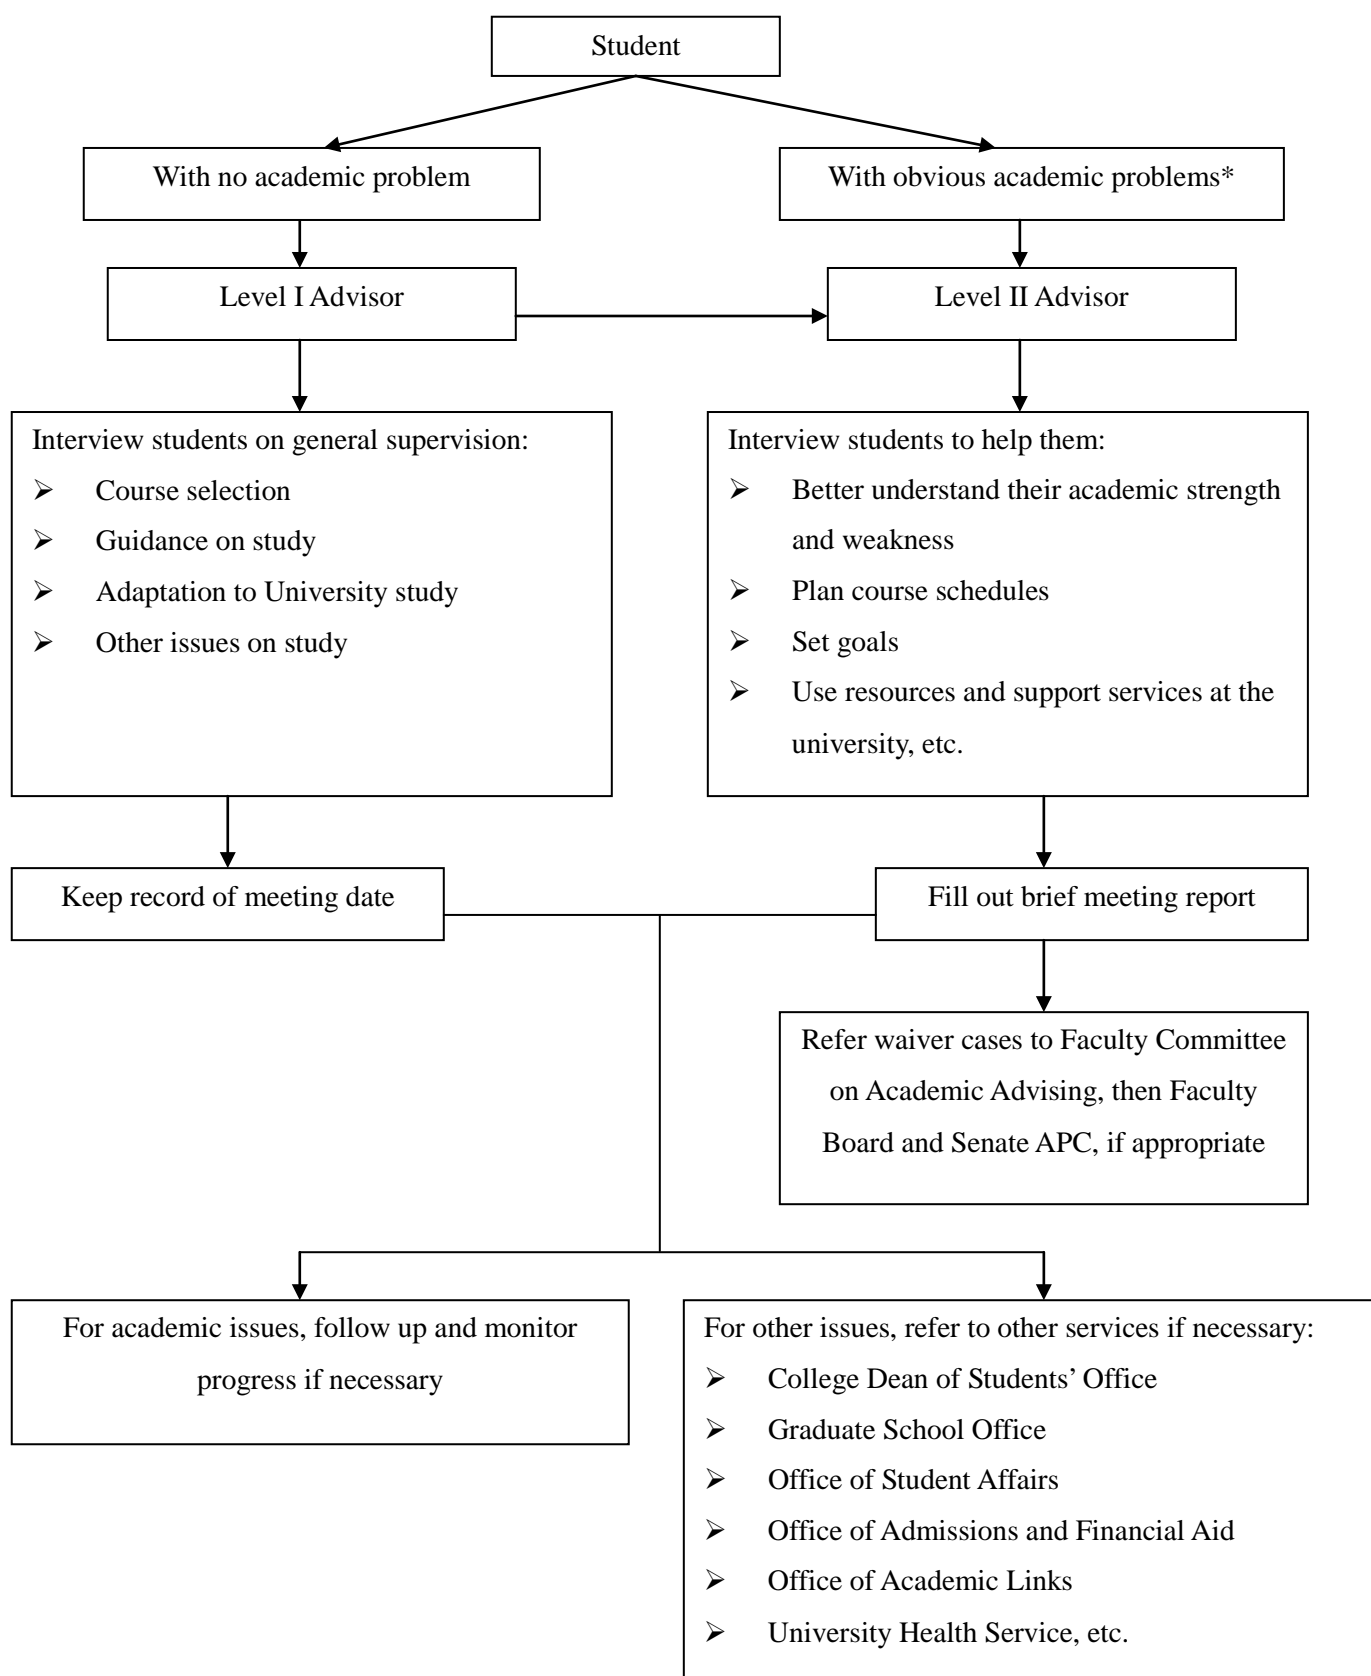 Student
With no academic problem
With obvious academic problems*
Level I Advisor
Level II Advisor
Interview students on general supervision:
➢ Course selection
➢ Guidance on study
➢ Adaptation to University study
➢ Other issues on study
Interview students to help them:
➢ Better understand their academic strength
and weakness
➢ Plan course schedules
➢ Set goals
➢ Use resources and support services at the
university, etc.
Keep record of meeting date
Fill out brief meeting report
Refer waiver cases to Faculty Committee
on Academic Advising, then Faculty
Board and Senate APC, if appropriate
For academic issues, follow up and monitor
progress if necessary
For other issues, refer to other services if necessary:
➢ College Dean of Students’ Office
➢ Graduate School Office
➢ Office of Student Affairs
➢ Office of Admissions and Financial Aid
➢ Office of Academic Links
➢ University Health Service, etc.